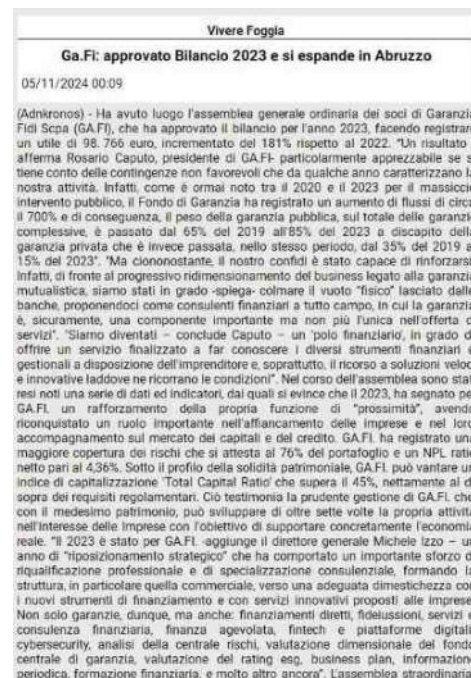 Vivere Foggia
Ga.Fi: approvato Bilancio 2023 e si espande in Abruzzo
05/11/2024 00:09
(Adnkronos) - Ha avuto luogo l'assemblea generale ordinaria dei soci di Garanzia
Fidi Scpa (GA.FI), che ha approvato il bilancio per l'anno 2023, facendo registrar
un utile di 98. 766 euro, incremento del 181% rispetto al 2022. "Un risultato -
afferma Rosario Caputo, presidente di GA.FI- particolarmente apprezzabile se s
tiene conto delle contingenze non favorevoli che da qualche anno caratterizzano la
nostra attività. Infatti, come è ormai noto tra il 2020 e il 2023 per il massiccio
intervento pubblico, il Fondo di Garanzia ha registrato un aumento di flussi di circa
il 700% e di conseguenza, il peso della garanzia pubblica, sul totale delle garanzie
complessive, è passato dal 65% del 2019 all'85% del 2023 a discapito della
garanzia privata che è invece passata, nello stesso periodo, dal 35% del 2019 al
15% del 2023". "Ma ciononostante, il nostro confidi è stato capace di rinforzarsi.
Infatti, di fronte al progressivo ridimensionamento del business legato alla garanzia
mutualistica, siamo stati in grado -spiega- colmare il vuoto "fisico" lasciato dalle
banche, proponendoci come consulenti finanziari a tutto campo, in cui la garanzia
è, sicuramente, una componente importante ma non più l'unica nell'offerta d
servizi". "Siamo diventati – conclude Caputo – un 'polo finanziario', in grado d
offrire un servizio finalizzato a far conoscere i diversi strumenti finanziari e
gestionali a disposizione dell'imprenditore e, soprattutto, il ricorso a soluzioni veloc
e innovative laddove ne ricorrano le condizioni". Nel corso dell'assemblea sono stat
resi noti una serie di dati ed indicatori, dai quali si evince che il 2023, ha segnato per
GA.FI. un rafforzamento della propria funzione di "prossimità", avendo
riconquistato un ruolo importante nell'affiancamento delle imprese e nel loro
accompagnamento sul mercato dei capitali e del credito. GA.FI. ha registrato una
maggiore copertura dei rischi che si attesta al 76% del portafoglio e un NPL ratio
netto pari al 4,36%. Sotto il profilo della solidità patrimoniale, GA.FI. può vantare un
indice di capitalizzazione 'Total Capital Ratio' che supera il 45%, nettamente al di
sopra dei requisiti regolamentari. Ciò testimonia la prudente gestione di GA.FI. che
con il medesimo patrimonio, può sviluppare di oltre sette volte la propria attività
nell'interesse delle Imprese con l'obiettivo di supportare concretamente l'economia
reale. "Il 2023 è stato per GA.FI. -aggiunge il direttore generale Michele Izzo – un
anno di "riposizionamento strategico" che ha comportato un importante sforzo d
riqualificazione professionale e di specializzazione consulenziale, formando la
struttura, in particolare quella commerciale, verso una adeguata dimestichezza con
i nuovi strumenti di finanziamento e con servizi innovativi proposti alle imprese.
Non solo garanzie, dunque, ma anche: finanziamenti diretti, fideiussioni, servizi e
consulenza finanziaria, finanza agevolata, fintech e piattaforme digitali,
cybersecurity, analisi della centrale rischi, valutazione dimensionale del fondo
centrale di garanzia, valutazione del rating esg, business plan, informazione
periodica, formazione finanziaria, e molto altro ancora". L'assemblea straordinaria